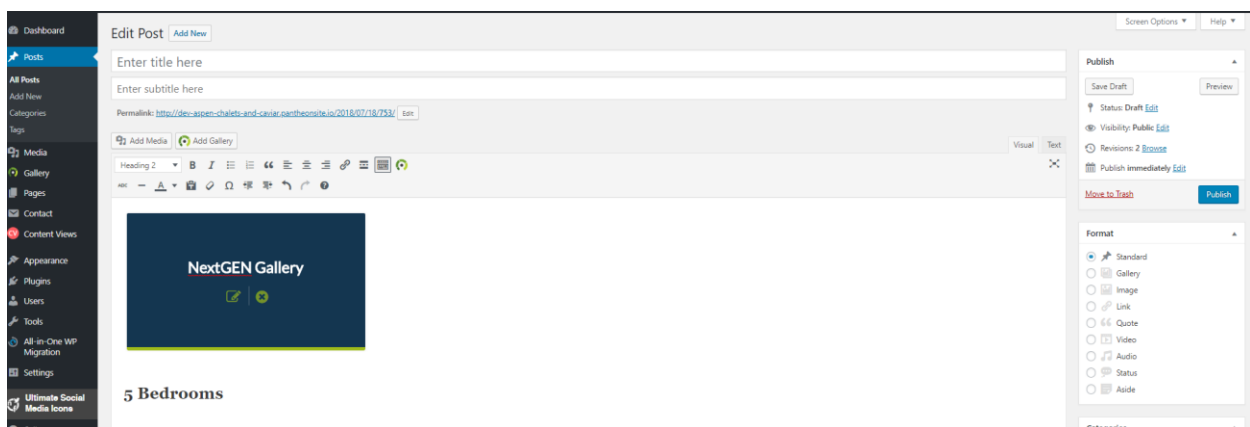 Screen Options ▼ Help ▼
Dashboard
Posts
All Posts
Add New
Categories
Tags
Media
Gallery
Pages
Contact
Content Views
Appearance
Plugins
Users
Tools
All-in-One WP
Migration
Settings
Ultimate Social
Media Icons
Edit Post Add New
Enter title here
Enter subtitle here
Permalink: http://dev-aspen-chalets-and-caviar.pantheonsite.io/2018/07/18/753/ Edit
Add Media Add Gallery
Visual Text
Heading 2 B I
ABC A Ω
NextGEN Gallery
5 Bedrooms
Publish
Save Draft Preview
Status: Draft Edit
Visibility: Public Edit
Revisions: 2 Browse
Publish immediately Edit
Move to Trash Publish
Format
Standard
Gallery
Image
Link
Quote
Video
Audio
Status
Aside
Categories